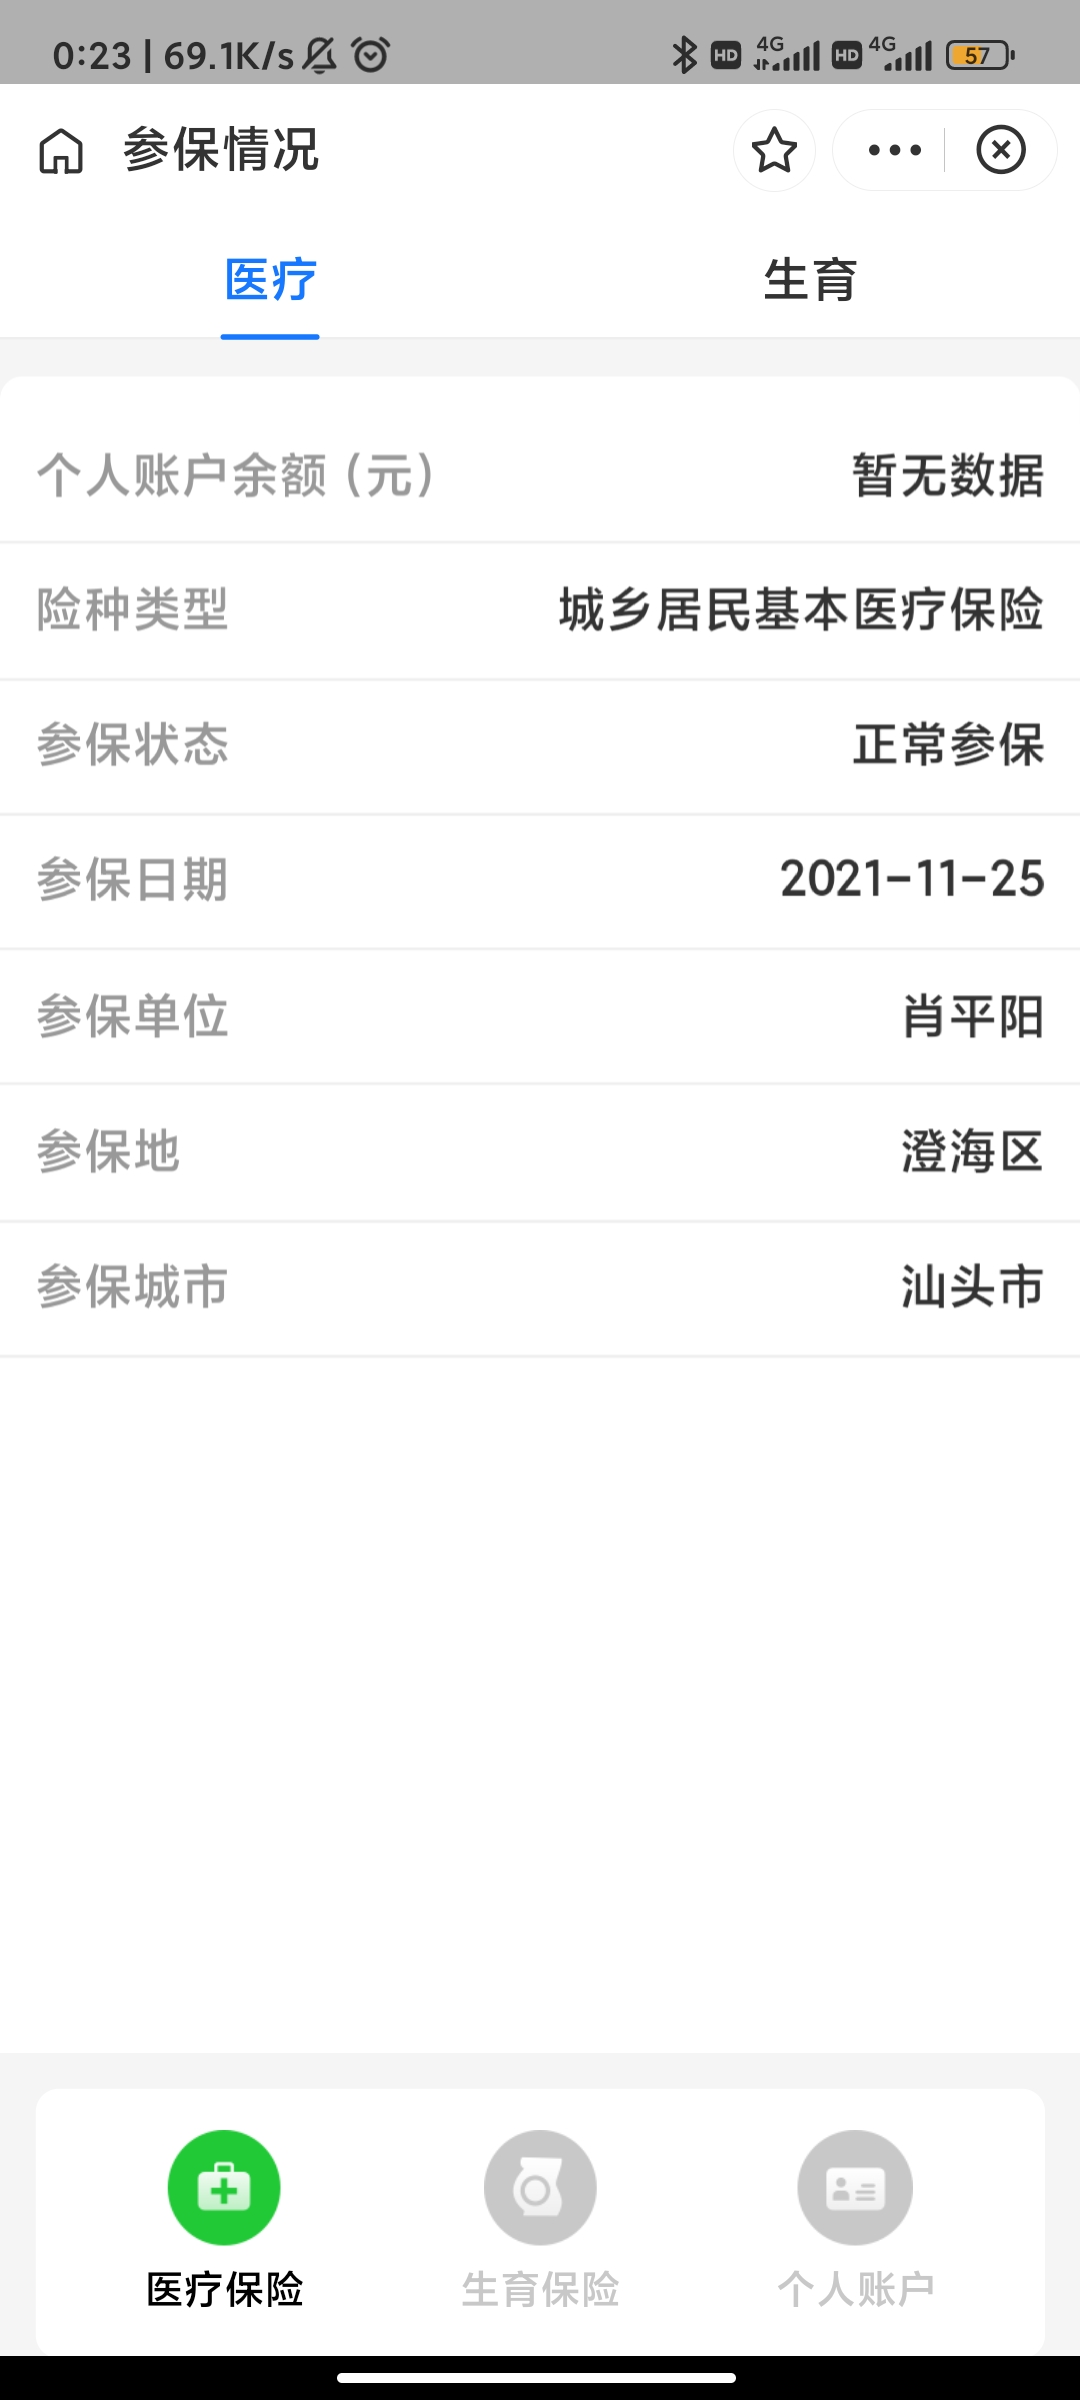 0:23 | 69.1K/s HD 4G HD 4G 57
参保情况
医疗 生育
个人账户余额（元） 暂无数据
险种类型 城乡居民基本医疗保险
参保状态 正常参保
参保日期 2021-11-25
参保单位 肖平阳
参保地 澄海区
参保城市 汕头市
医疗保险 生育保险 个人账户